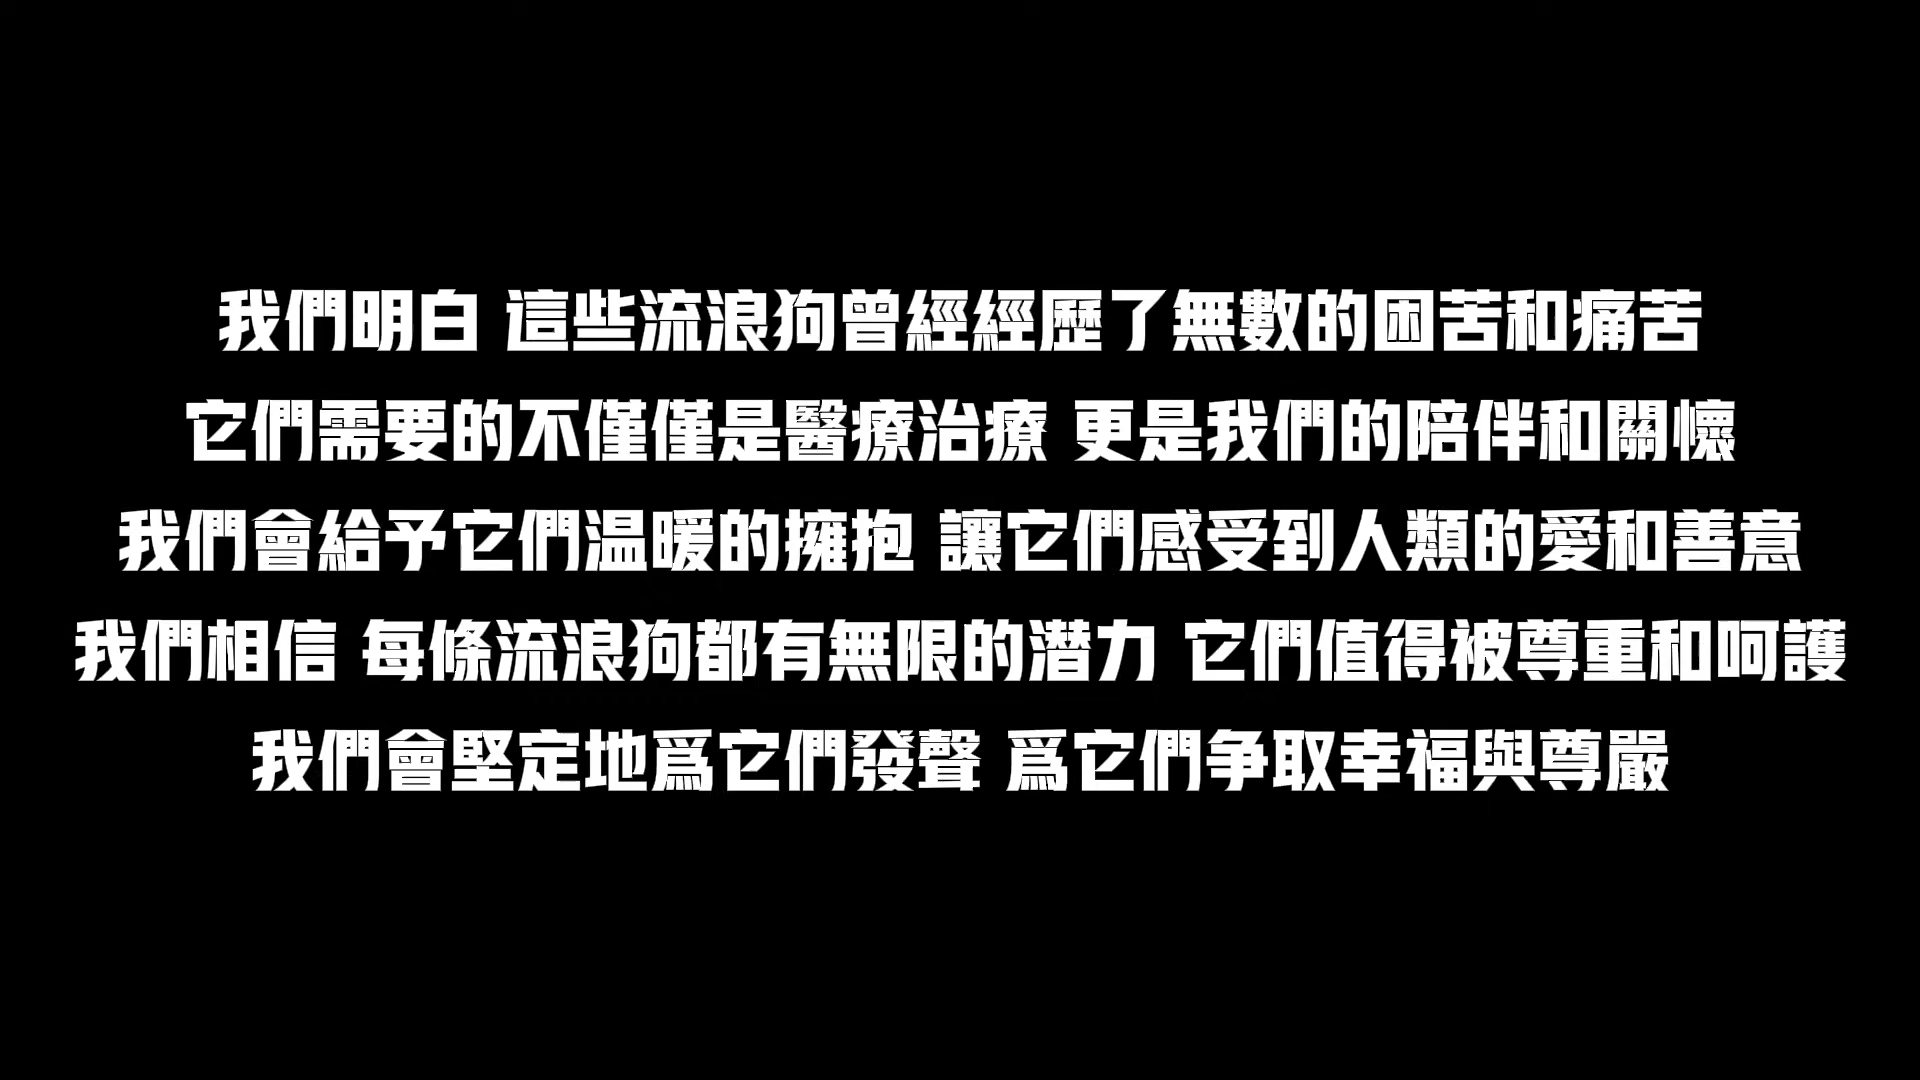 我們明白 這些流浪狗曾經經歷了無數的困苦和痛苦
它們需要的不僅僅是醫療治療 更是我們的陪伴和關懷
我們會給予它們温暖的擁抱 讓它們感受到人類的愛和善意
我們相信 每條流浪狗都有無限的潜力 它們值得被尊重和呵護
我們會堅定地爲它們發聲 爲它們争取幸福與尊嚴